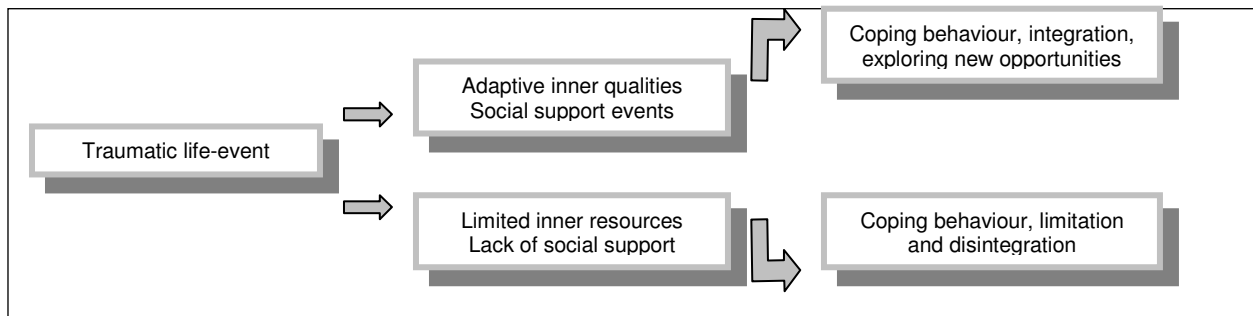 Traumatic life-event
Adaptive inner qualities
Social support events
Coping behaviour, integration,
exploring new opportunities
Limited inner resources
Lack of social support
Coping behaviour, limitation
and disintegration